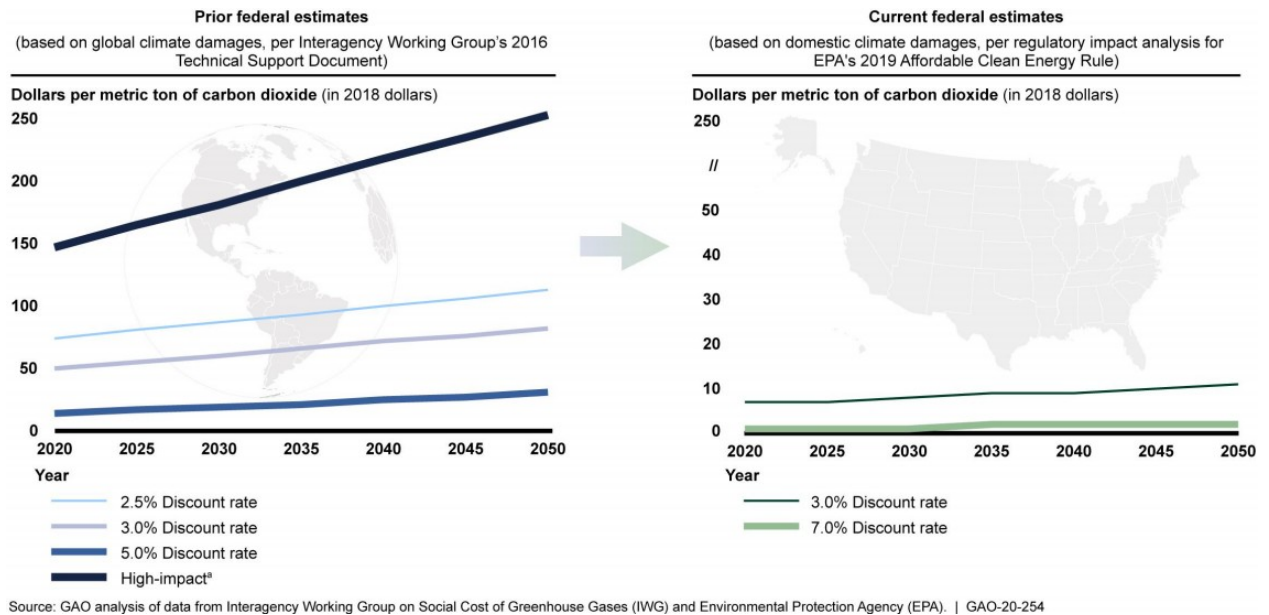 Prior federal estimates
(based on global climate damages, per Interagency Working Group's 2016
Technical Support Document)
Dollars per metric ton of carbon dioxide (in 2018 dollars)
250
200
150
100
50
0
2020 2025 2030 2035 2040 2045 2050
Year
2.5% Discount rate
3.0% Discount rate
5.0% Discount rate
High-impactᵃ
Current federal estimates
(based on domestic climate damages, per regulatory impact analysis for
EPA's 2019 Affordable Clean Energy Rule)
Dollars per metric ton of carbon dioxide (in 2018 dollars)
250
//
50
40
30
20
10
0
2020 2025 2030 2035 2040 2045 2050
Year
3.0% Discount rate
7.0% Discount rate
Source: GAO analysis of data from Interagency Working Group on Social Cost of Greenhouse Gases (IWG) and Environmental Protection Agency (EPA). | GAO-20-254